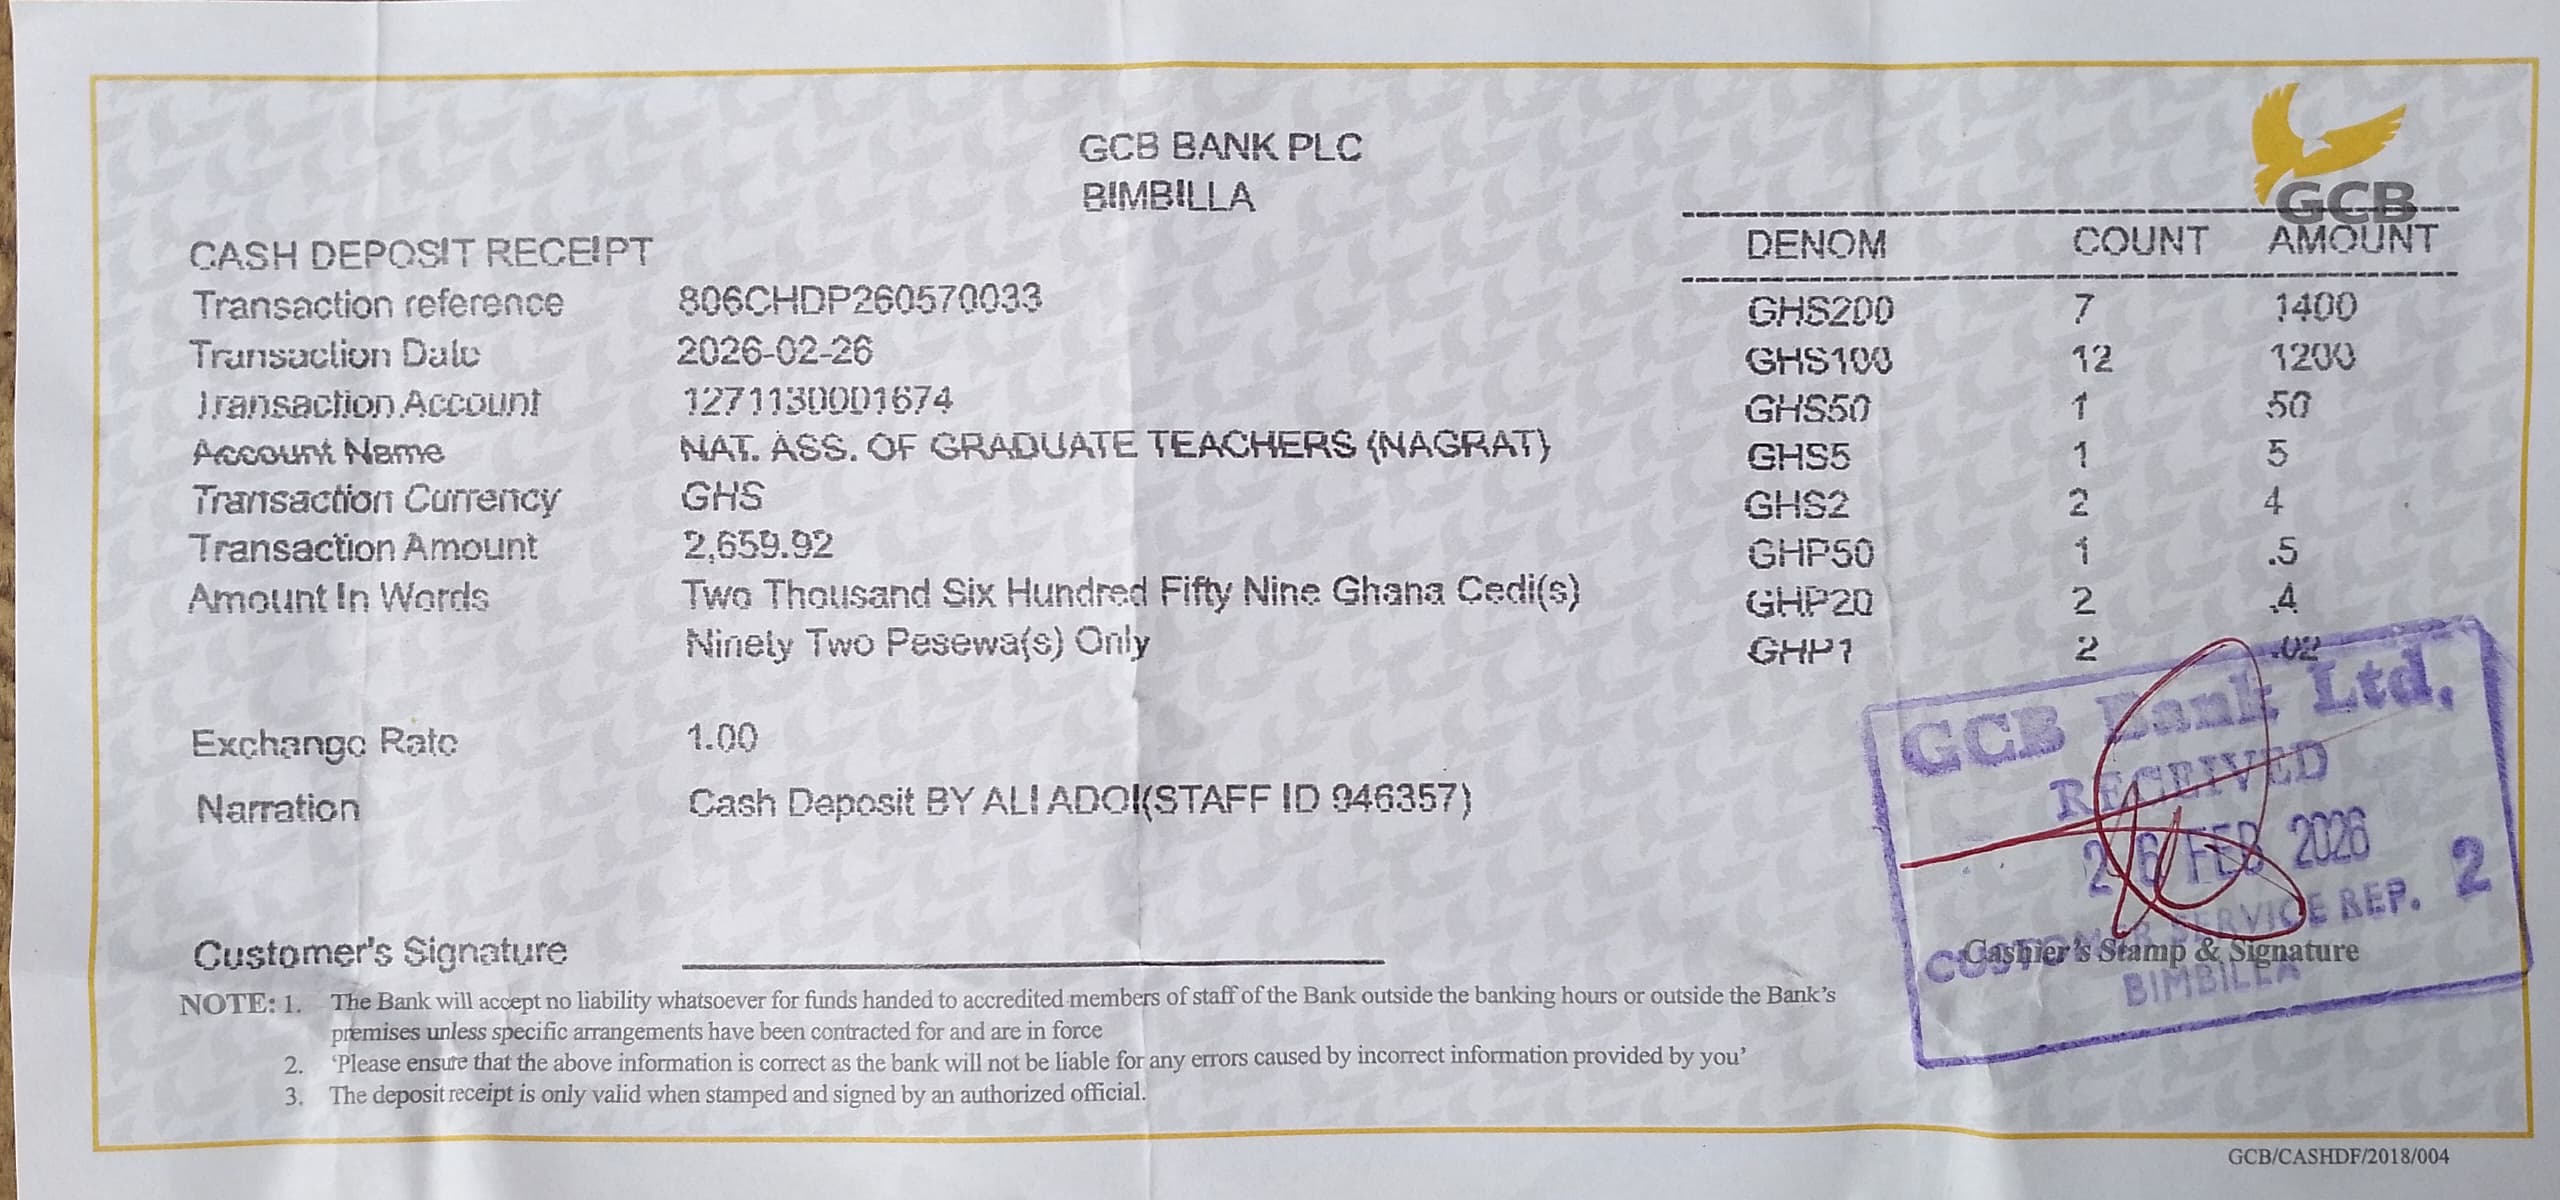 GCB BANK PLC
BIMBILLA
GCB
CASH DEPOSIT RECEIPT
Transaction reference 806CHDP260570033
Transaction Date 2026-02-26
Transaction Account 1271130001674
Account Name NAT. ASS. OF GRADUATE TEACHERS (NAGRAT)
Transaction Currency GHS
Transaction Amount 2,659.92
Amount In Words Two Thousand Six Hundred Fifty Nine Ghana Cedi(s)
Ninety Two Pesewa(s) Only
Exchange Rate 1.00
Narration Cash Deposit BY ALI ADOI(STAFF ID 946357)
DENOM COUNT AMOUNT
GHS200 7 1400
GHS100 12 1200
GHS50 1 50
GHS5 1 5
GHS2 2 4
GHP50 1 .5
GHP20 2 .4
GHP1 2 .02
GCB Bank Ltd.
RECEIVED
26 FEB 2026
CUSTOMER SERVICE REP. 2
BIMBILLA
Cashier's Stamp & Signature
Customer's Signature
NOTE: 1. The Bank will accept no liability whatsoever for funds handed to accredited members of staff of the Bank outside the banking hours or outside the Bank's
premises unless specific arrangements have been contracted for and are in force
2. 'Please ensure that the above information is correct as the bank will not be liable for any errors caused by incorrect information provided by you'
3. The deposit receipt is only valid when stamped and signed by an authorized official.
GCB/CASHDF/2018/004